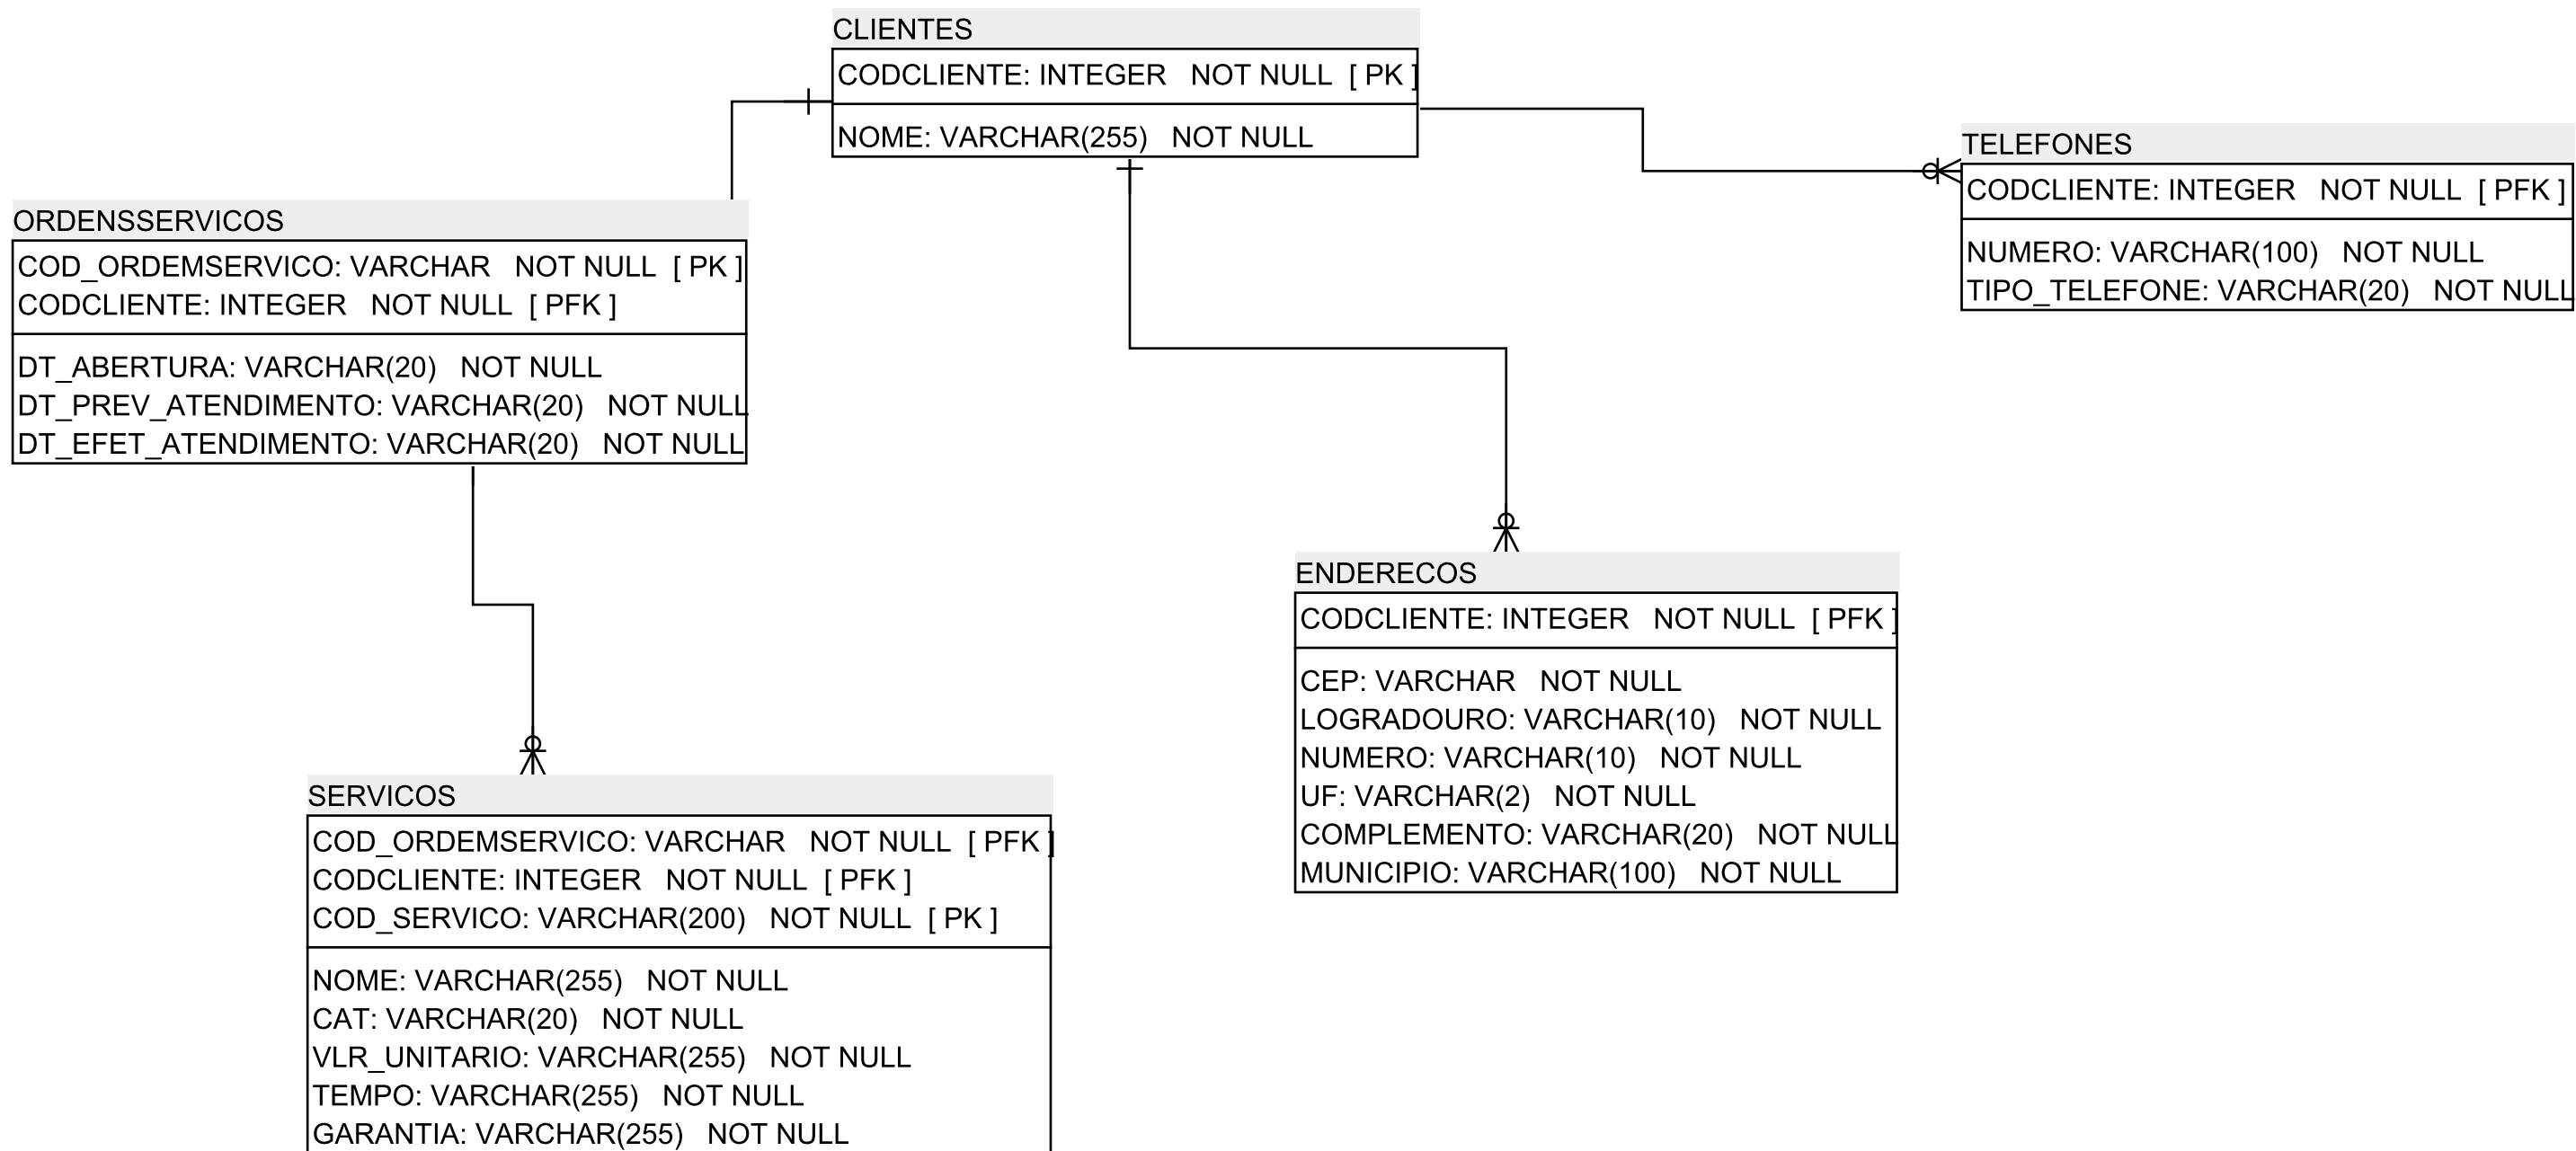 CLIENTES
CODCLIENTE: INTEGER NOT NULL [ PK ]
NOME: VARCHAR(255) NOT NULL
TELEFONES
CODCLIENTE: INTEGER NOT NULL [ PFK ]
NUMERO: VARCHAR(100) NOT NULL
TIPO_TELEFONE: VARCHAR(20) NOT NULL
ORDENSSERVICOS
COD_ORDEMSERVICO: VARCHAR NOT NULL [ PK ]
CODCLIENTE: INTEGER NOT NULL [ PFK ]
DT_ABERTURA: VARCHAR(20) NOT NULL
DT_PREV_ATENDIMENTO: VARCHAR(20) NOT NULL
DT_EFET_ATENDIMENTO: VARCHAR(20) NOT NULL
ENDERECOS
CODCLIENTE: INTEGER NOT NULL [ PFK ]
CEP: VARCHAR NOT NULL
LOGRADOURO: VARCHAR(10) NOT NULL
NUMERO: VARCHAR(10) NOT NULL
UF: VARCHAR(2) NOT NULL
COMPLEMENTO: VARCHAR(20) NOT NULL
MUNICIPIO: VARCHAR(100) NOT NULL
SERVICOS
COD_ORDEMSERVICO: VARCHAR NOT NULL [ PFK ]
CODCLIENTE: INTEGER NOT NULL [ PFK ]
COD_SERVICO: VARCHAR(200) NOT NULL [ PK ]
NOME: VARCHAR(255) NOT NULL
CAT: VARCHAR(20) NOT NULL
VLR_UNITARIO: VARCHAR(255) NOT NULL
TEMPO: VARCHAR(255) NOT NULL
GARANTIA: VARCHAR(255) NOT NULL